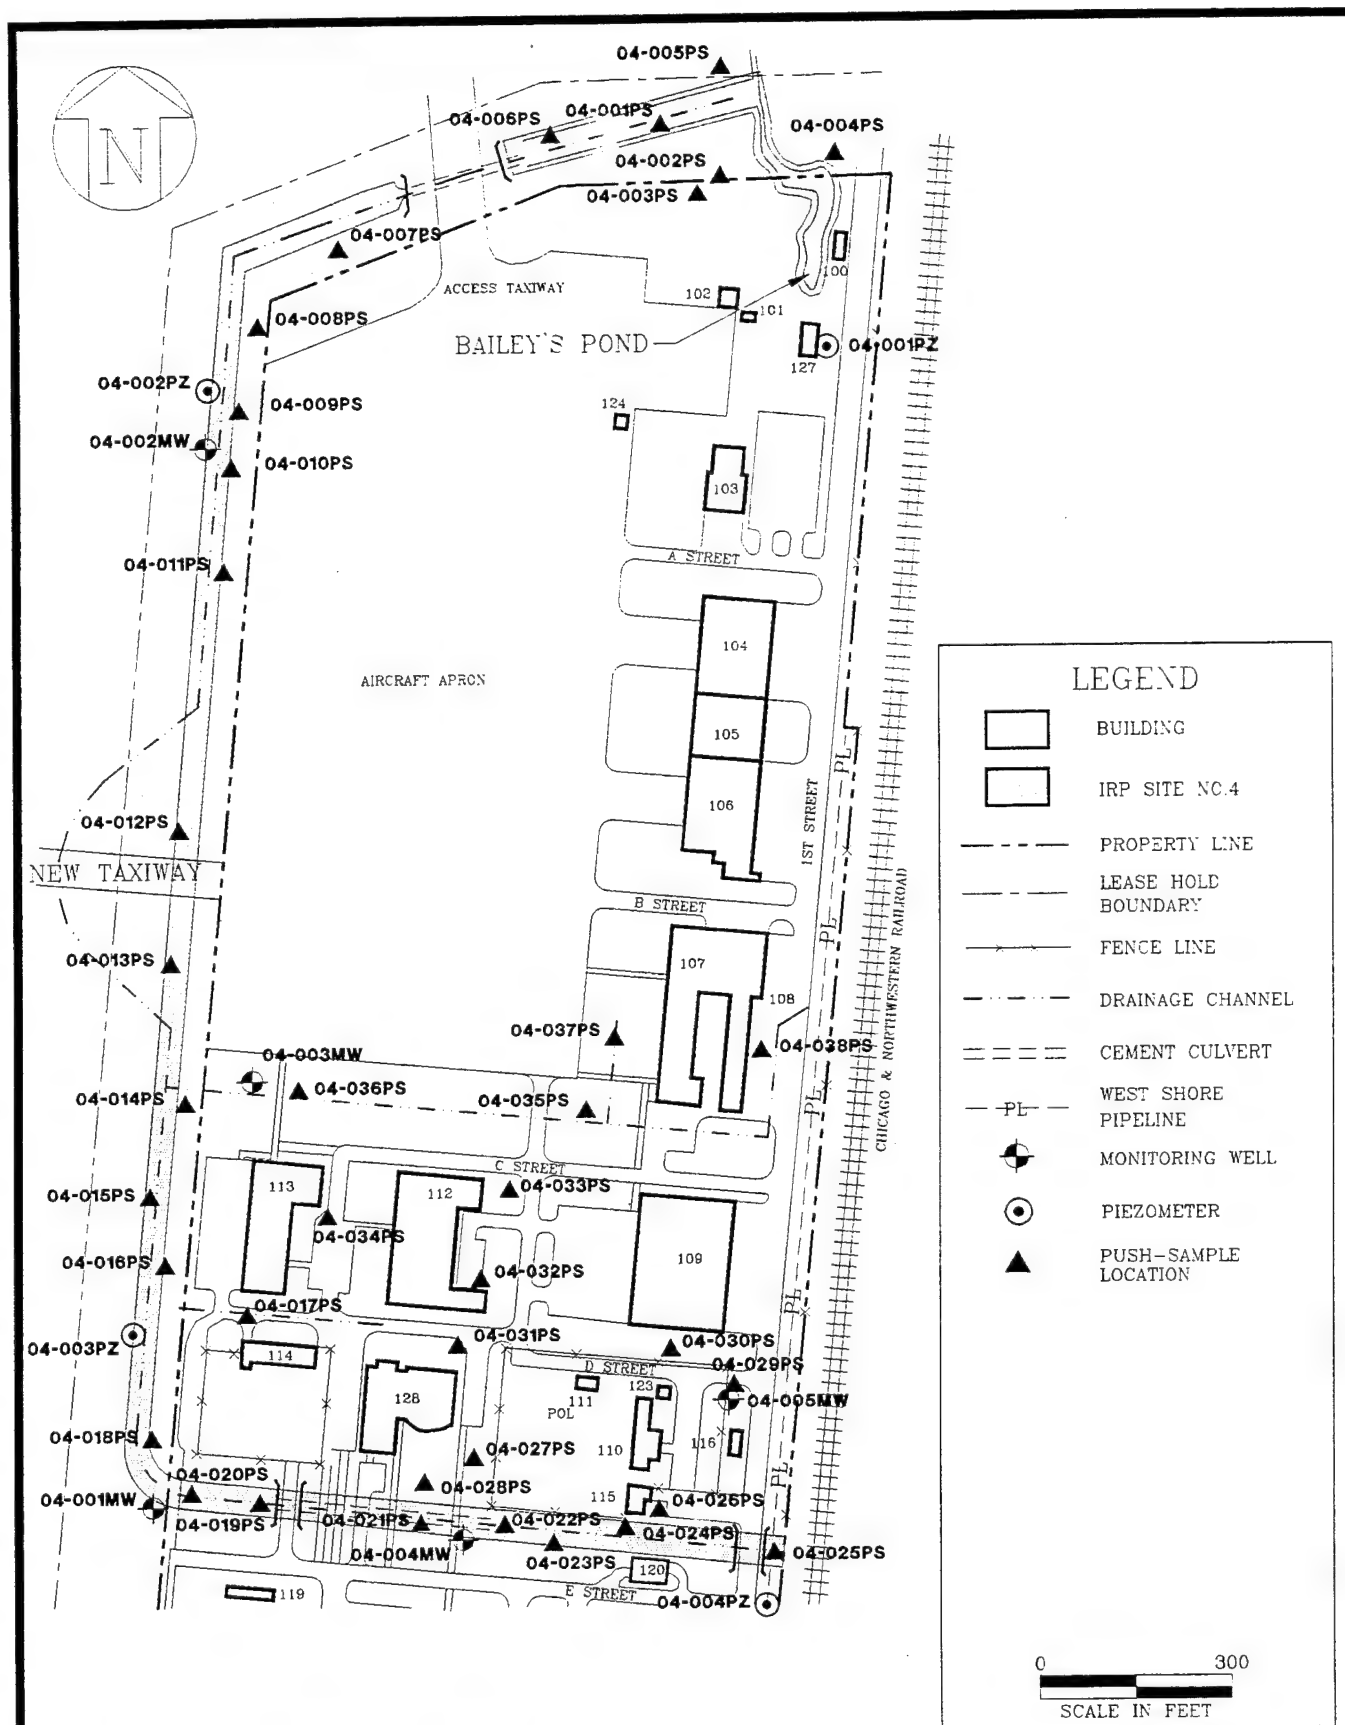 04-005PS
04-006PS
04-001PS
04-004PS
N
04-002PS
04-003PS
04-007PS
100
ACCESS TAXIWAY
102
101
04-008PS
BAILEY'S POND
04-001PZ
127
04-002PZ
04-009PS
124
04-002MW
04-010PS
103
A STREET
04-011PS
104
AIRCRAFT APRON
105
PL
106
1ST STREET
04-012PS
NEW TAXIWAY
B STREET
PL
CHICAGO & NORTHWESTERN RAILROAD
04-013PS
107
108
04-037PS
04-038PS
04-003MW
04-036PS
04-035PS
PL
04-014PS
C STREET
113
112
04-033PS
04-015PS
04-034PS
109
04-016PS
04-032PS
PL
04-017PS
04-003PZ
04-031PS
04-030PS
114
D STREET
04-029PS
111
123
04-005MW
128
POL
110
116
04-018PS
04-027PS
PL
04-020PS
04-028PS
115
04-026PS
04-001MW
04-019PS
04-021PS
04-022PS
04-024PS
04-004MW
04-023PS
04-025PS
120
119
E STREET
04-004PZ
LEGEND
BUILDING
IRP SITE NO.4
PROPERTY LINE
LEASE HOLD
BOUNDARY
FENCE LINE
DRAINAGE CHANNEL
CEMENT CULVERT
PL
WEST SHORE
PIPELINE
MONITORING WELL
PIEZOMETER
PUSH-SAMPLE
LOCATION
0 300
SCALE IN FEET